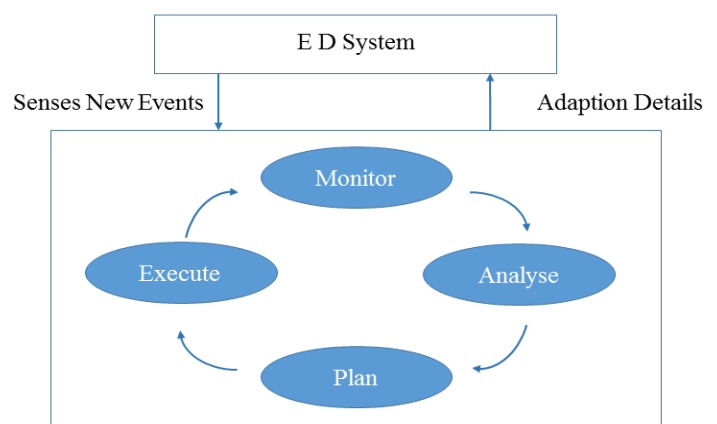 E D System
Senses New Events
Adaption Details
Monitor
Execute
Analyse
Plan